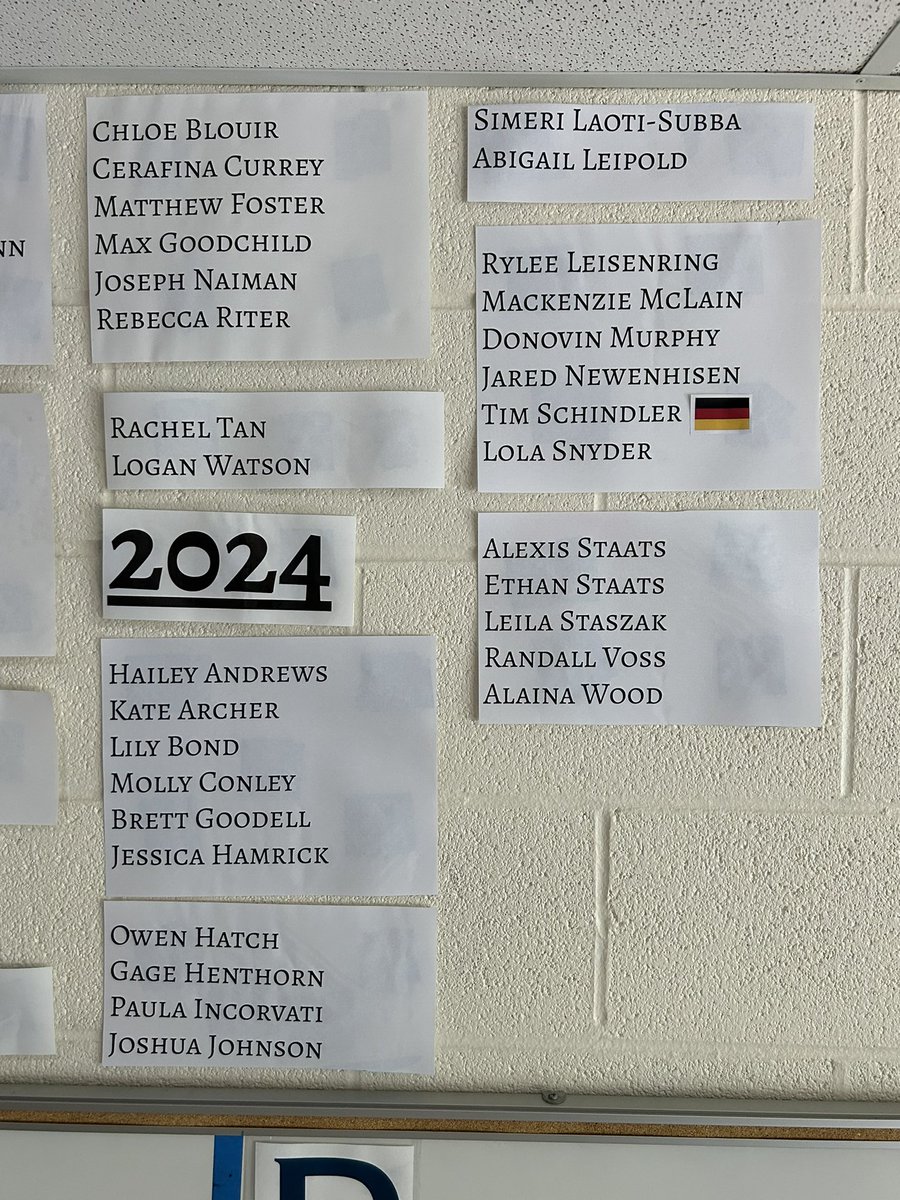 NN
Chloe Blouir
Cerafina Currey
Matthew Foster
Max Goodchild
Joseph Naiman
Rebecca Riter
Rachel Tan
Logan Watson
2024
Hailey Andrews
Kate Archer
Lily Bond
Molly Conley
Brett Goodell
Jessica Hamrick
Owen Hatch
Gage Henthorn
Paula Incorvati
Joshua Johnson
Simeri Laoti-Subba
Abigail Leipold
Rylee Leisenring
Mackenzie McLain
Donovin Murphy
Jared Newenhisen
Tim Schindler
Lola Snyder
Alexis Staats
Ethan Staats
Leila Staszak
Randall Voss
Alaina Wood